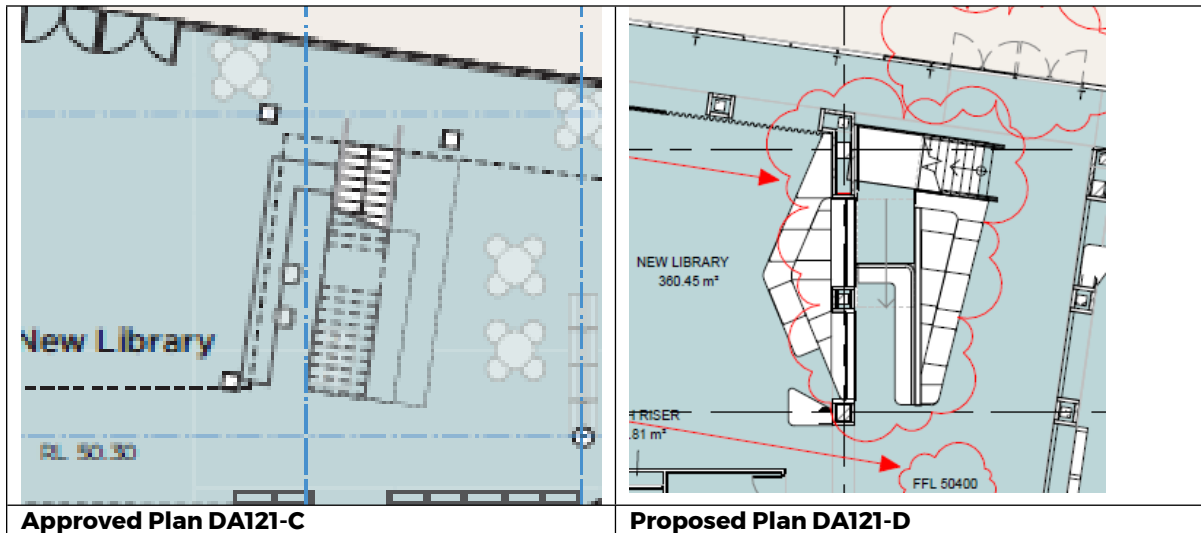 New Library
RL 50.30
NEW LIBRARY
360.45 m²
H RISER
.81 m²
FFL 50400
Approved Plan DA121-C
Proposed Plan DA121-D